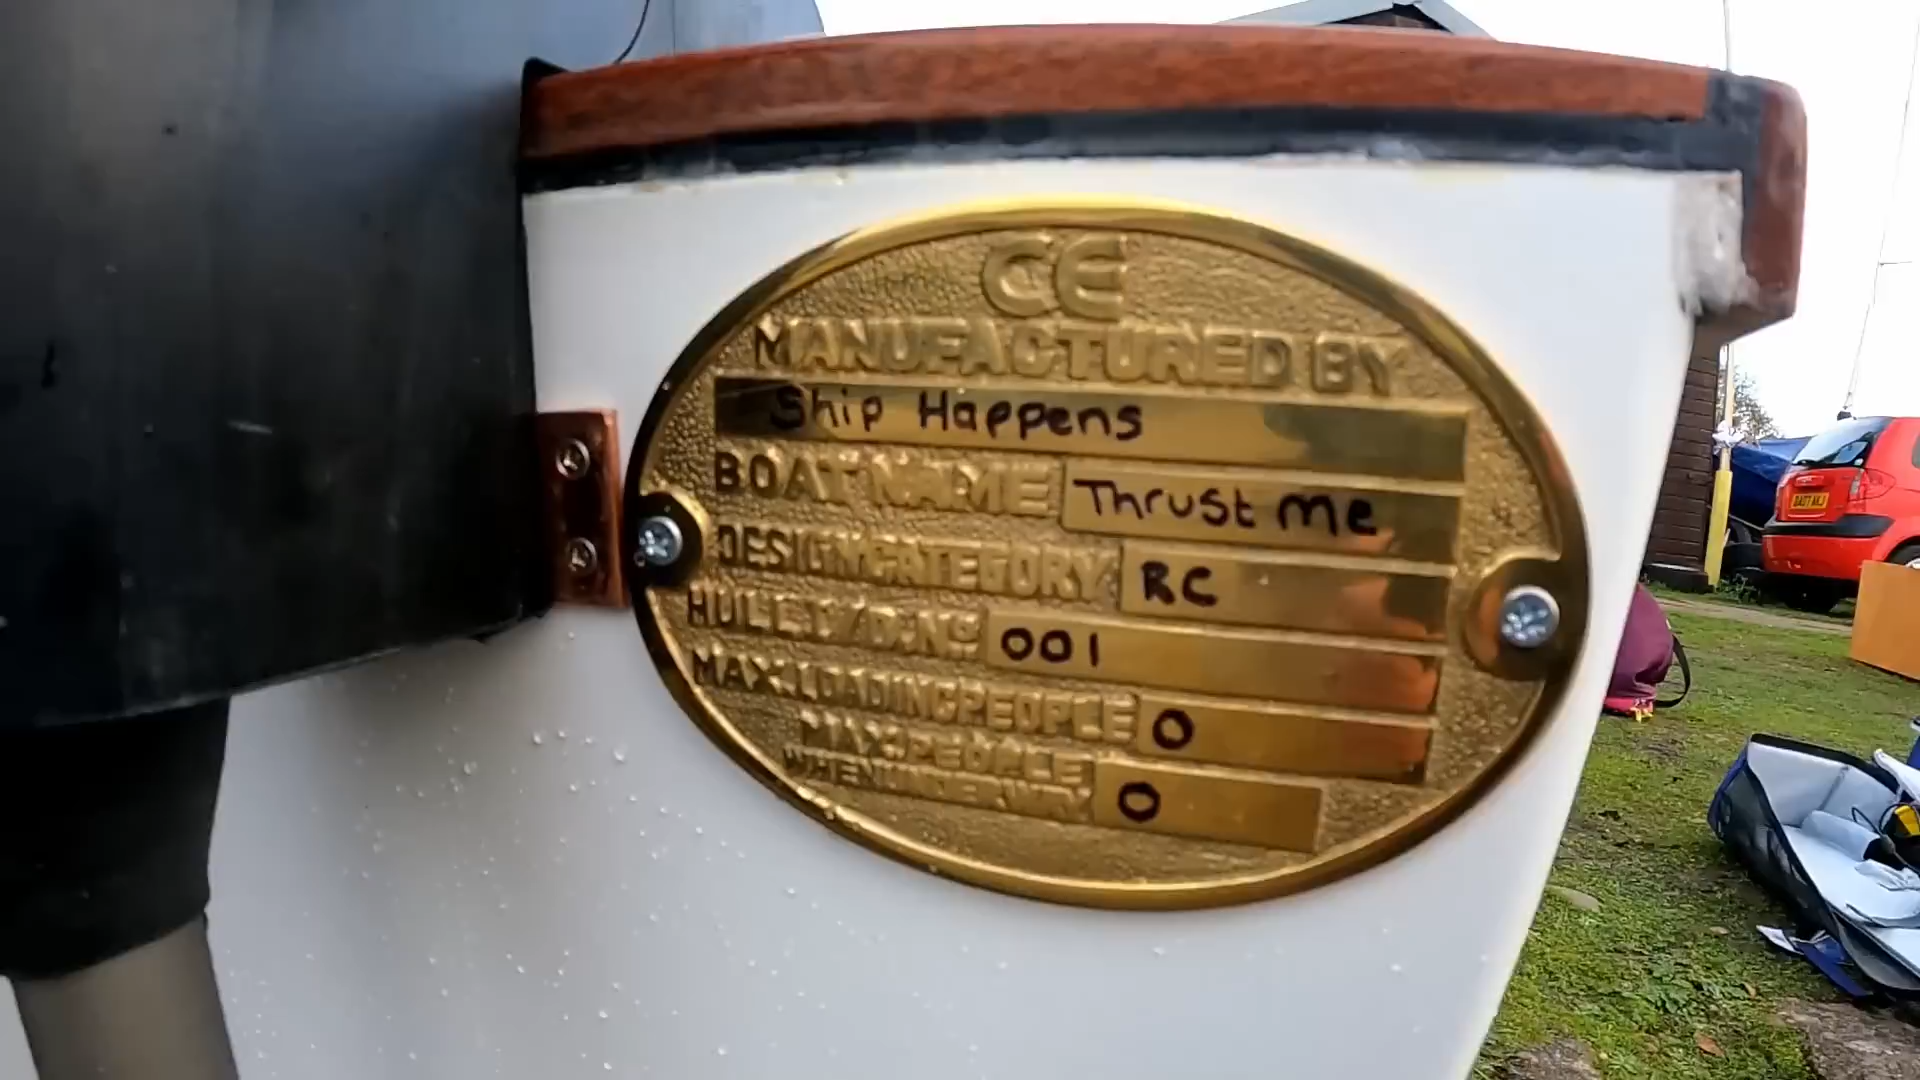 CE
MANUFACTURED BY
Ship Happens
BOAT NAME Thrust Me
DESIGN CATEGORY RC
HULL I/D. No 001
MAX. LOADING PEOPLE 0
MAX. PEOPLE
WHEN UNDERWAY 0